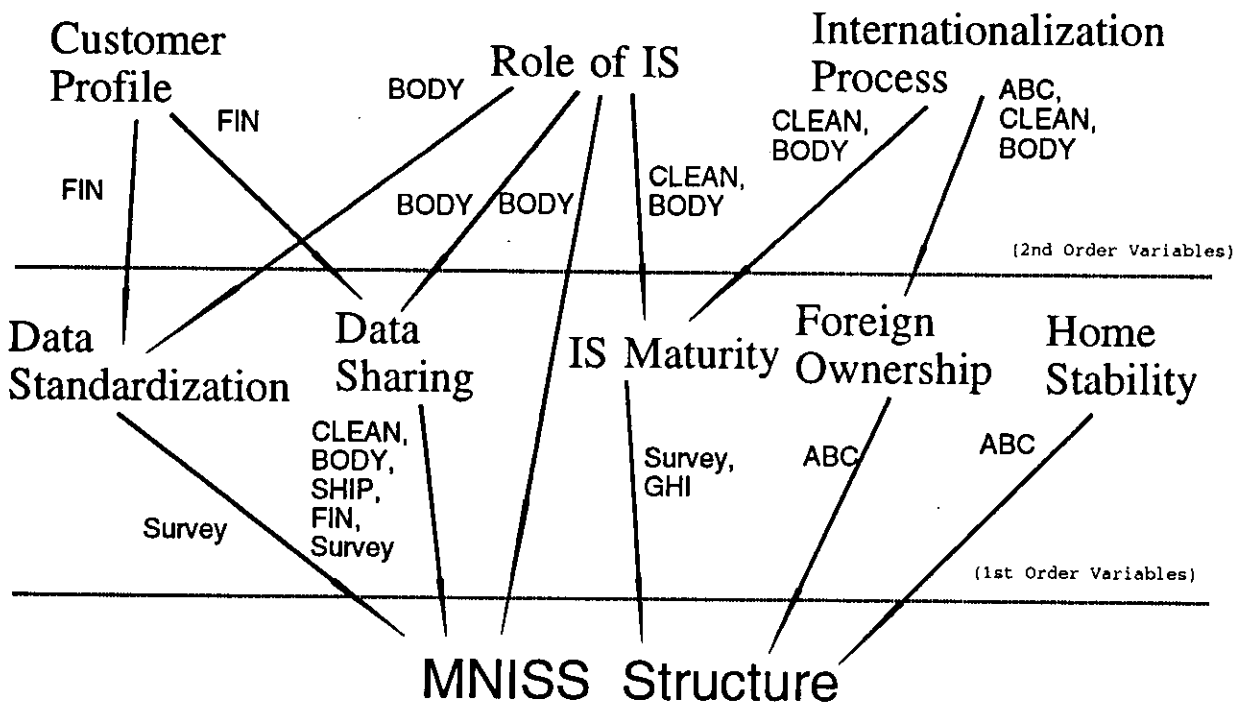 Customer
Profile
Role of IS
Internationalization
Process
FIN
FIN
BODY
BODY
BODY
CLEAN,
BODY
CLEAN,
BODY
ABC,
CLEAN,
BODY
(2nd Order Variables)
Data
Standardization
Data
Sharing
IS Maturity
Foreign
Ownership
Home
Stability
Survey
CLEAN,
BODY,
SHIP,
FIN,
Survey
Survey,
GHI
ABC
ABC
(1st Order Variables)
MNISS Structure